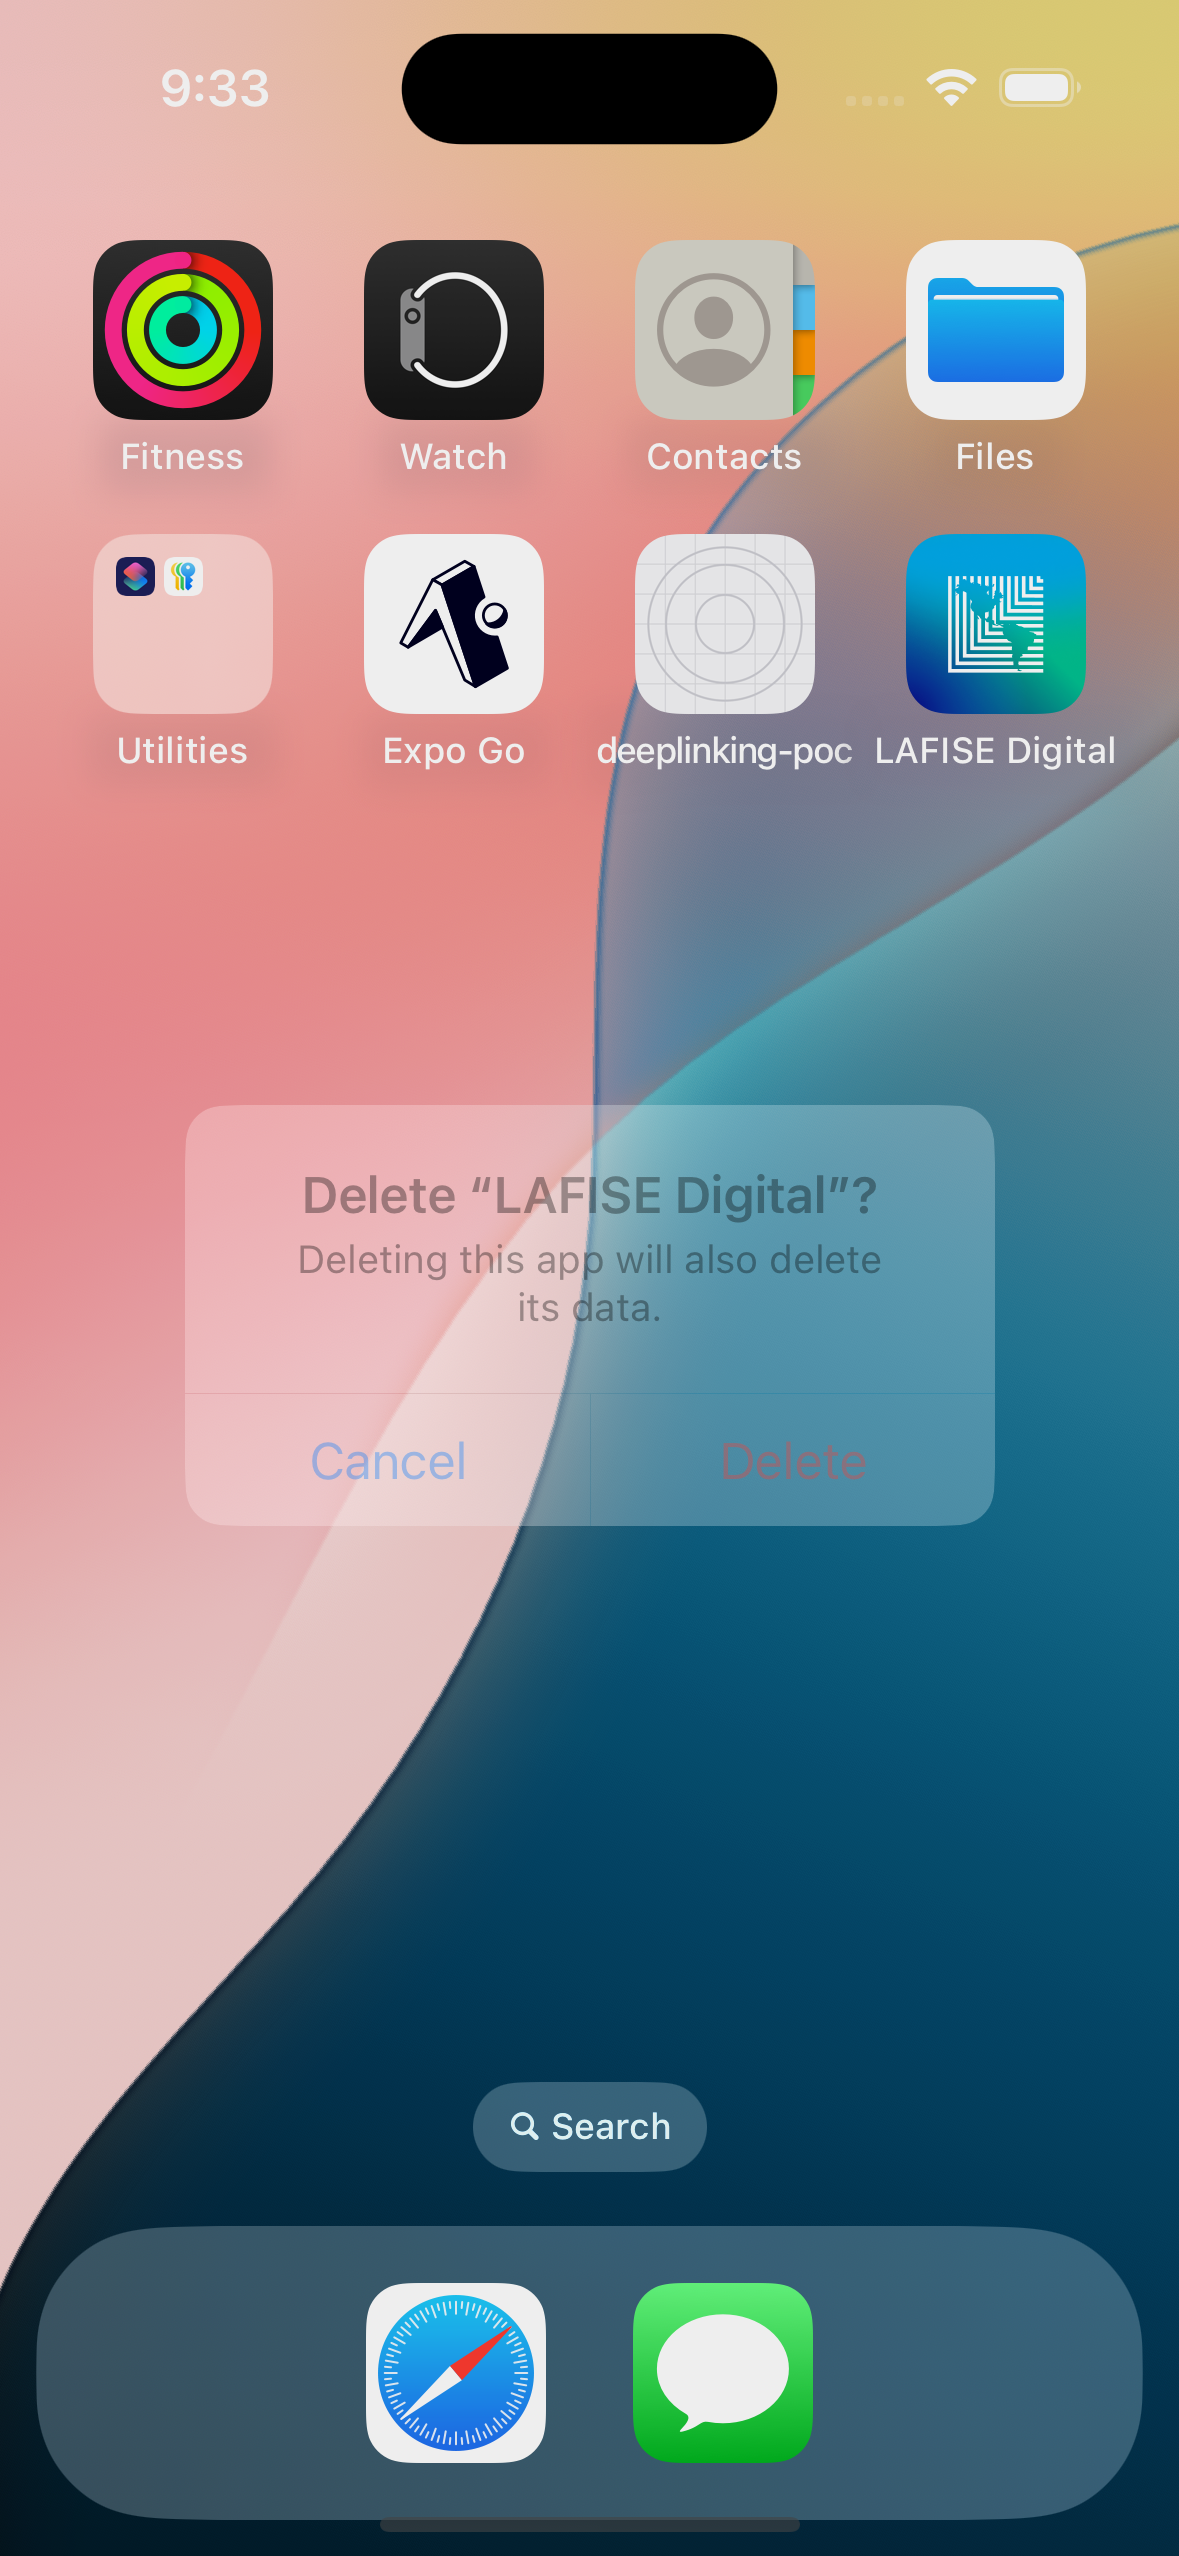 9:33
Fitness
Watch
Contacts
Files
Utilities
Expo Go
deeplinking-poc
LAFISE Digital
Delete “LAFISE Digital”?
Deleting this app will also delete
its data.
Cancel
Delete
Search